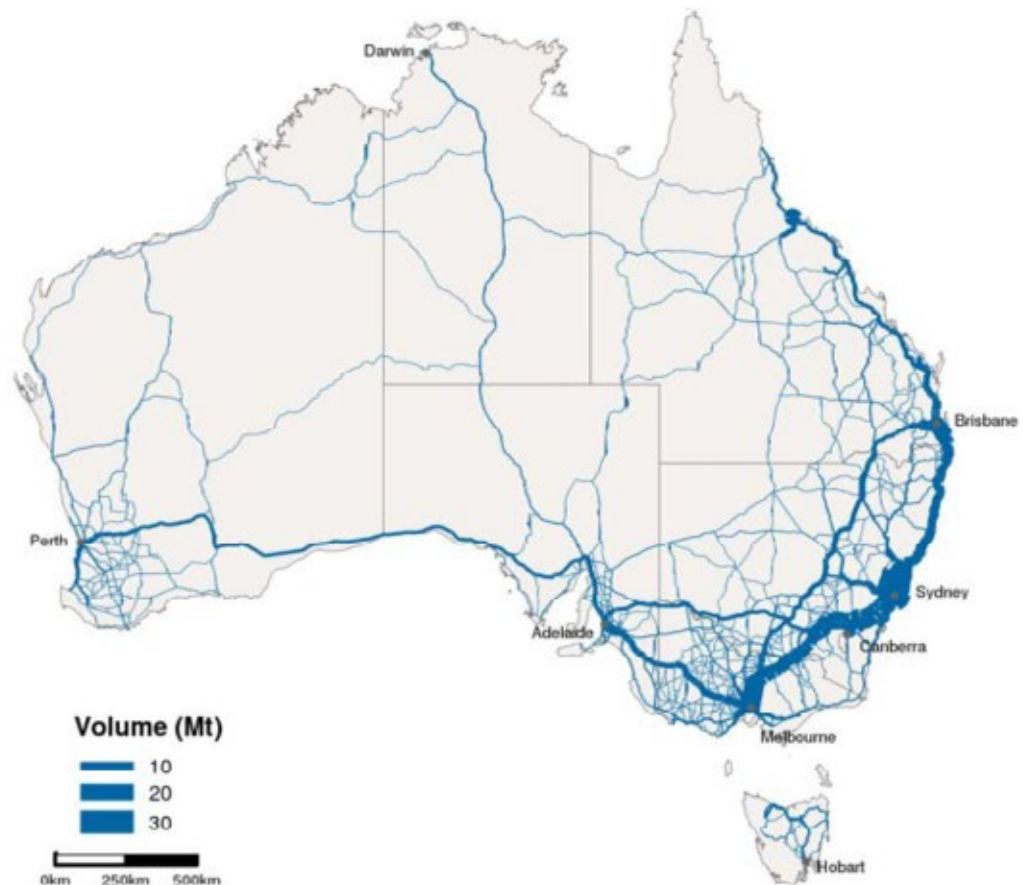 Darwin
Brisbane
Perth
Sydney
Adelaide
Canberra
Melbourne
Volume (Mt)
10
20
30
0km 250km 500km
Hobart